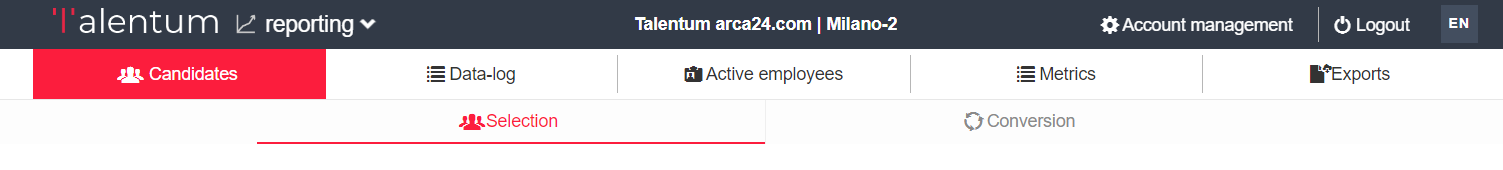 Talentum reporting Talentum arca24.com | Milano-2 Account management Logout EN
Candidates Data-log Active employees Metrics Exports
Selection Conversion